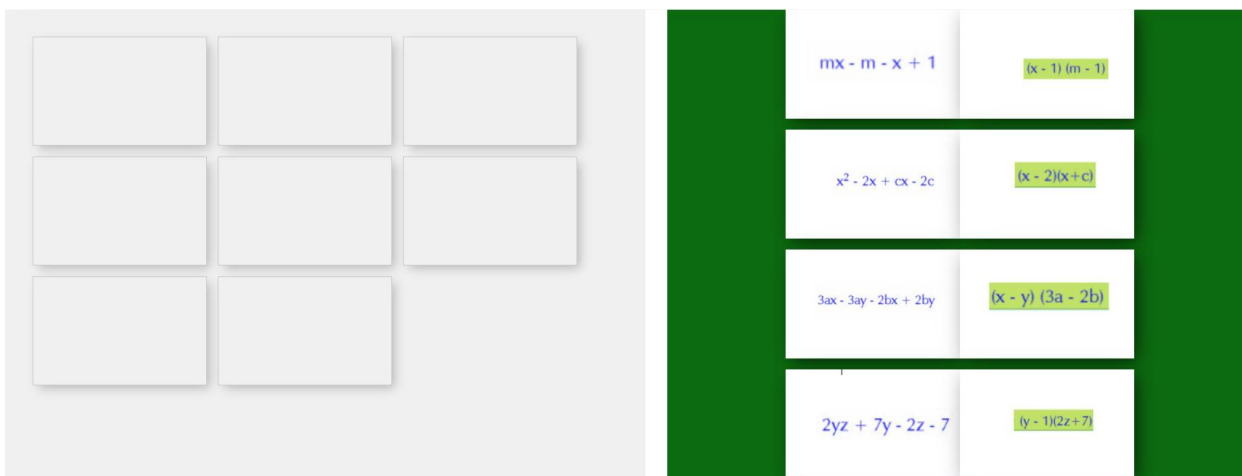 mx - m - x + 1
(x - 1) (m - 1)
x² - 2x + cx - 2c
(x - 2)(x+c)
3ax - 3ay - 2bx + 2by
(x - y) (3a - 2b)
2yz + 7y - 2z - 7
(y - 1)(2z+7)